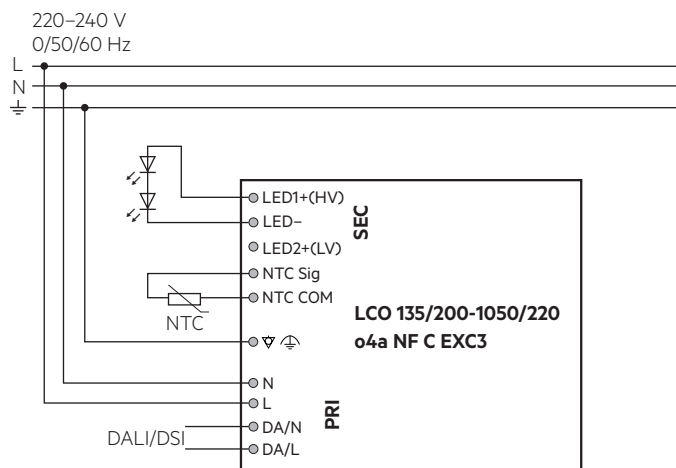 220–240 V
0/50/60 Hz
L
N
LED1+(HV)
LED–
LED2+(LV)
SEC
NTC Sig
NTC COM
NTC
LCO 135/200-1050/220
o4a NF C EXC3
N
L
PRI
DALI/DSI
DA/N
DA/L